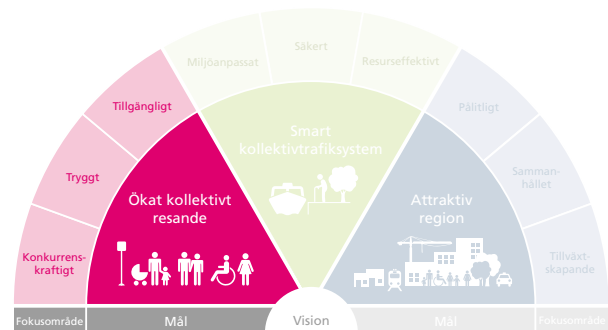 Miljöanpassat
Säkert
Resurseffektivt
Tillgängligt
Pålitligt
Smart
kollektivtrafiksystem
Tryggt
Samman-
hållet
Ökat kollektivt
resande
Attraktiv
region
Konkurrens-
kraftigt
Tillväxt-
skapande
Fokusområde
Mål
Vision
Mål
Fokusområde